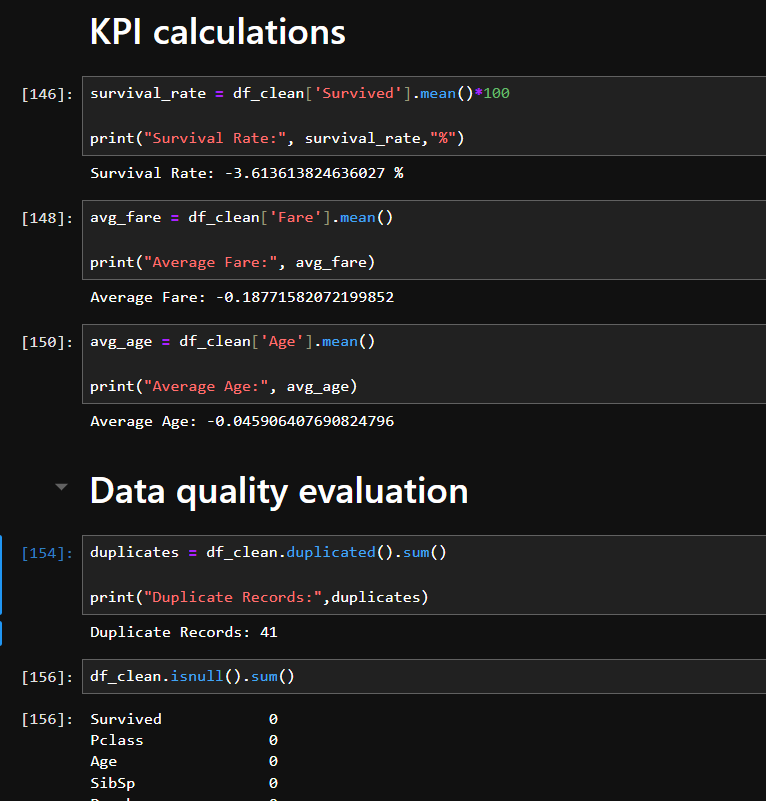 KPI calculations
[146]: survival_rate = df_clean['Survived'].mean()*100
print("Survival Rate:", survival_rate,"%")
Survival Rate: -3.613613824636027 %
[148]: avg_fare = df_clean['Fare'].mean()
print("Average Fare:", avg_fare)
Average Fare: -0.18771582072199852
[150]: avg_age = df_clean['Age'].mean()
print("Average Age:", avg_age)
Average Age: -0.045906407690824796
Data quality evaluation
[154]: duplicates = df_clean.duplicated().sum()
print("Duplicate Records:",duplicates)
Duplicate Records: 41
[156]: df_clean.isnull().sum()
[156]: Survived 0
Pclass 0
Age 0
SibSp 0